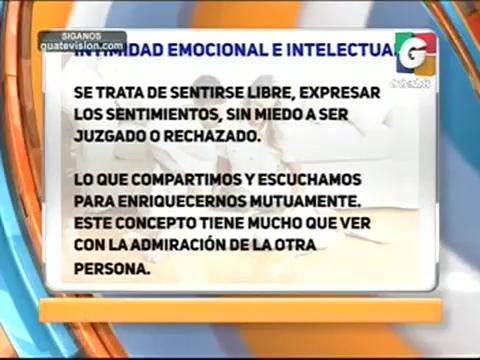 SIGANOS
guatevision.com
INTIMIDAD EMOCIONAL E INTELECTUAL
G
SE TRATA DE SENTIRSE LIBRE, EXPRESAR
LOS SENTIMIENTOS, SIN MIEDO A SER
JUZGADO O RECHAZADO.
LO QUE COMPARTIMOS Y ESCUCHAMOS
PARA ENRIQUECERNOS MUTUAMENTE.
ESTE CONCEPTO TIENE MUCHO QUE VER
CON LA ADMIRACIÓN DE LA OTRA
PERSONA.